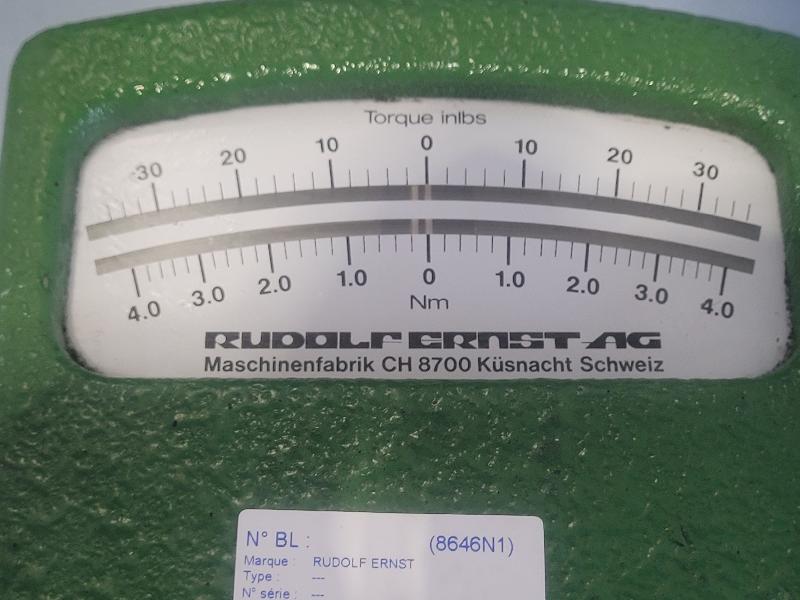 Torque inlbs
30 20 10 0 10 20 30
4.0 3.0 2.0 1.0 0 1.0 2.0 3.0 4.0
Nm
RUDOLF ERNST AG
Maschinenfabrik CH 8700 Küsnacht Schweiz
N° BL : (8646N1)
Marque : RUDOLF ERNST
Type : ---
N° série : ---